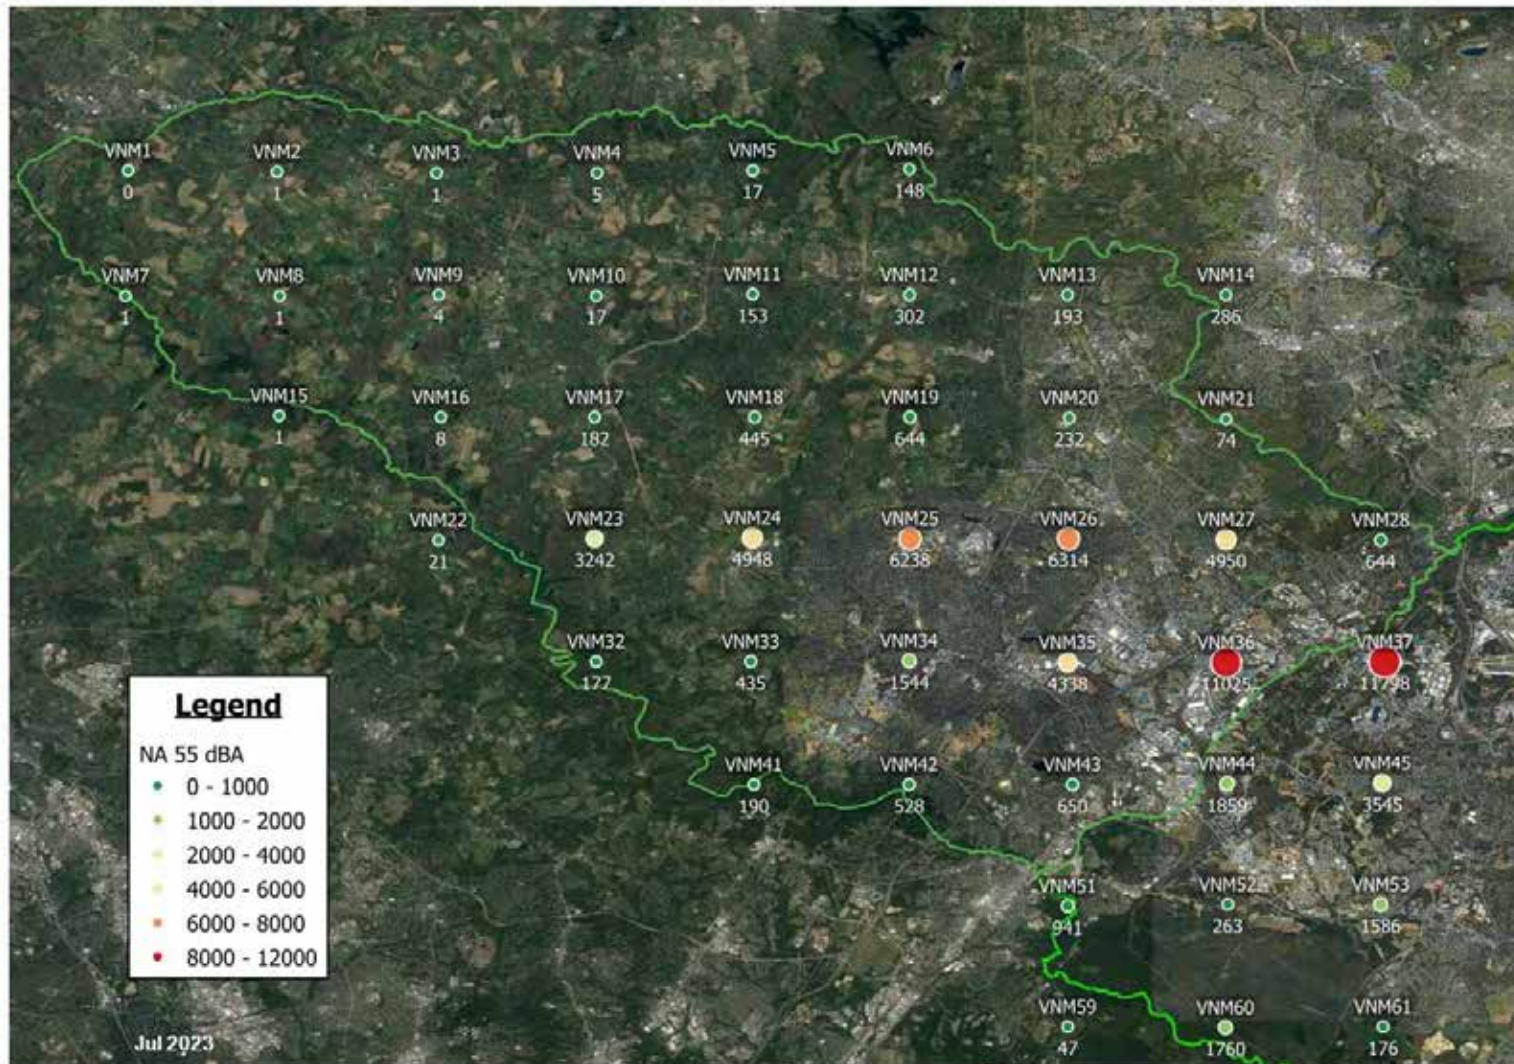 VNM1 VNM2 VNM3 VNM4 VNM5 VNM6
0 1 1 5 17 148
VNM7 VNM8 VNM9 VNM10 VNM11 VNM12 VNM13 VNM14
1 1 4 17 153 302 193 286
VNM15 VNM16 VNM17 VNM18 VNM19 VNM20 VNM21
1 8 182 445 644 232 74
VNM22 VNM23 VNM24 VNM25 VNM26 VNM27 VNM28
21 3242 4948 6238 6314 4950 644
VNM32 VNM33 VNM34 VNM35 VNM36 VNM37
177 435 1544 4338 11025 11798
VNM41 VNM42 VNM43 VNM44 VNM45
190 528 650 1859 3545
VNM51 VNM52 VNM53
941 263 1586
VNM59 VNM60 VNM61
47 1760 176
Legend
NA 55 dBA
0 - 1000
1000 - 2000
2000 - 4000
4000 - 6000
6000 - 8000
8000 - 12000
Jul 2023